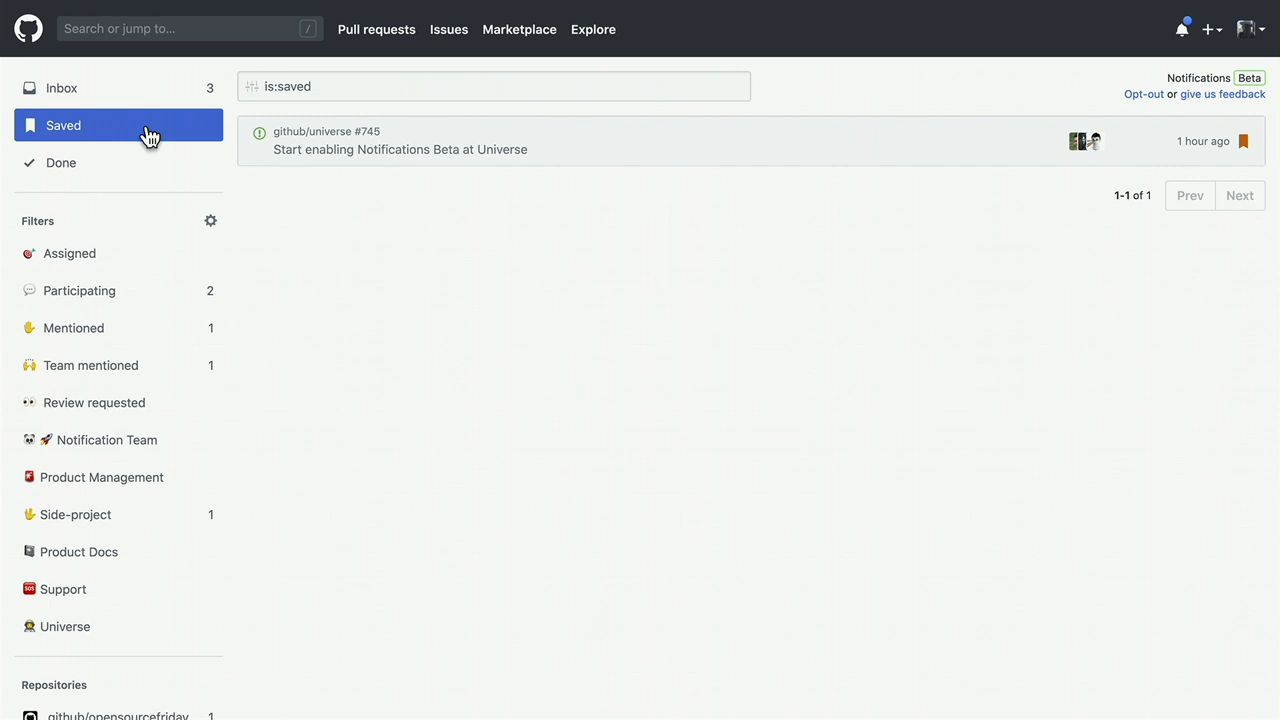 Search or jump to... /
Pull requests
Issues
Marketplace
Explore
Inbox 3
Saved
Done
Filters
Assigned
Participating 2
Mentioned 1
Team mentioned 1
Review requested
Notification Team
Product Management
Side-project 1
Product Docs
SOS Support
Universe
Repositories
github/opensourcefriday 1
is:saved
Notifications Beta
Opt-out or give us feedback
github/universe #745
Start enabling Notifications Beta at Universe
1 hour ago
1-1 of 1
Prev
Next